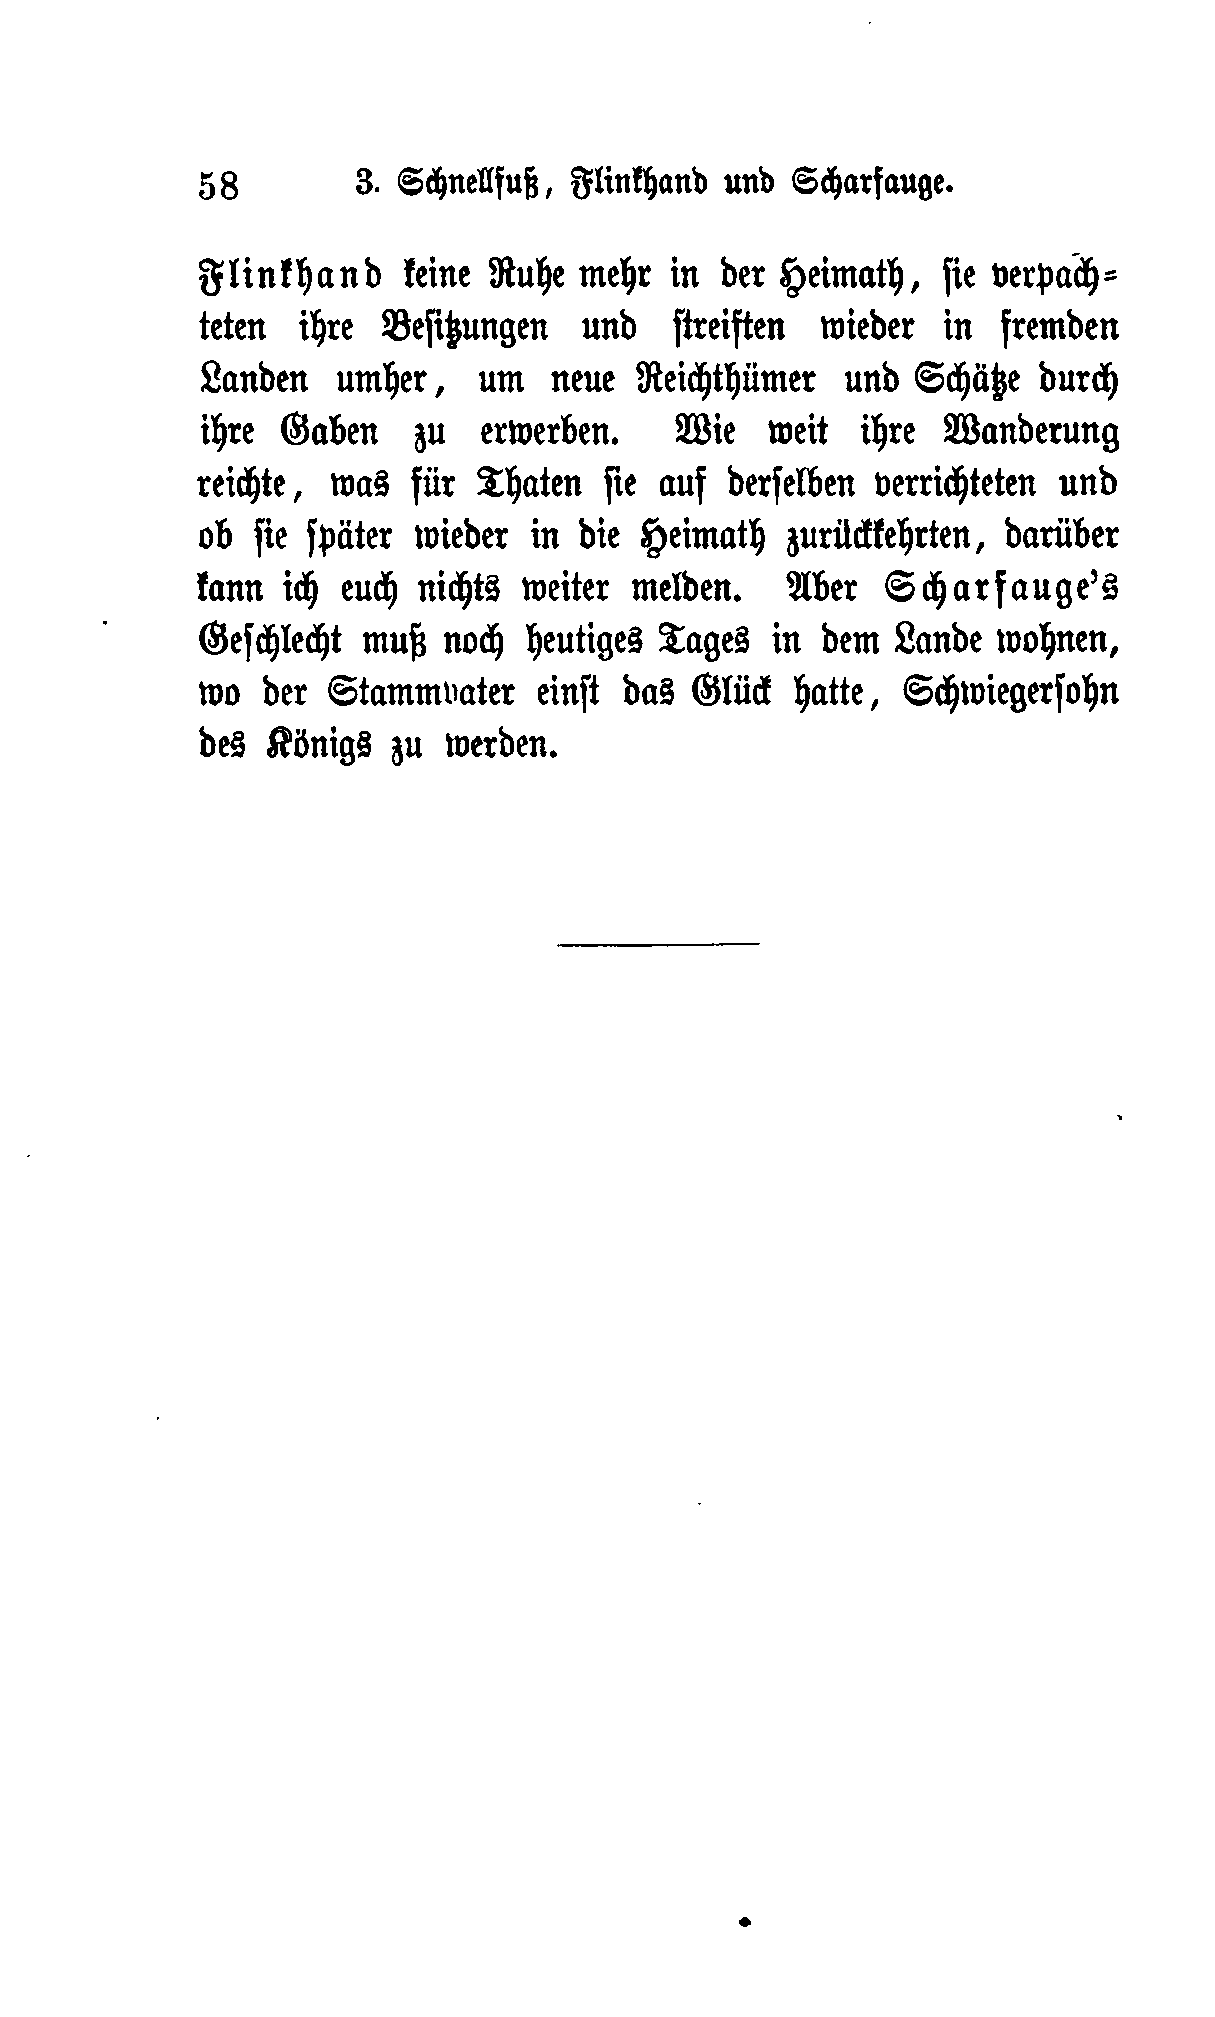 58 3. Schnellfuß, Flinkhand und Scharfauge.
Flinkhand keine Ruhe mehr in der Heimath, sie verpach-
teten ihre Besitzungen und streiften wieder in fremden
Landen umher, um neue Reichthümer und Schätze durch
ihre Gaben zu erwerben. Wie weit ihre Wanderung
reichte, was für Thaten sie auf derselben verrichteten und
ob sie später wieder in die Heimath zurückkehrten, darüber
kann ich euch nichts weiter melden. Aber Scharfauge's
Geschlecht muß noch heutiges Tages in dem Lande wohnen,
wo der Stammvater einst das Glück hatte, Schwiegersohn
des Königs zu werden.